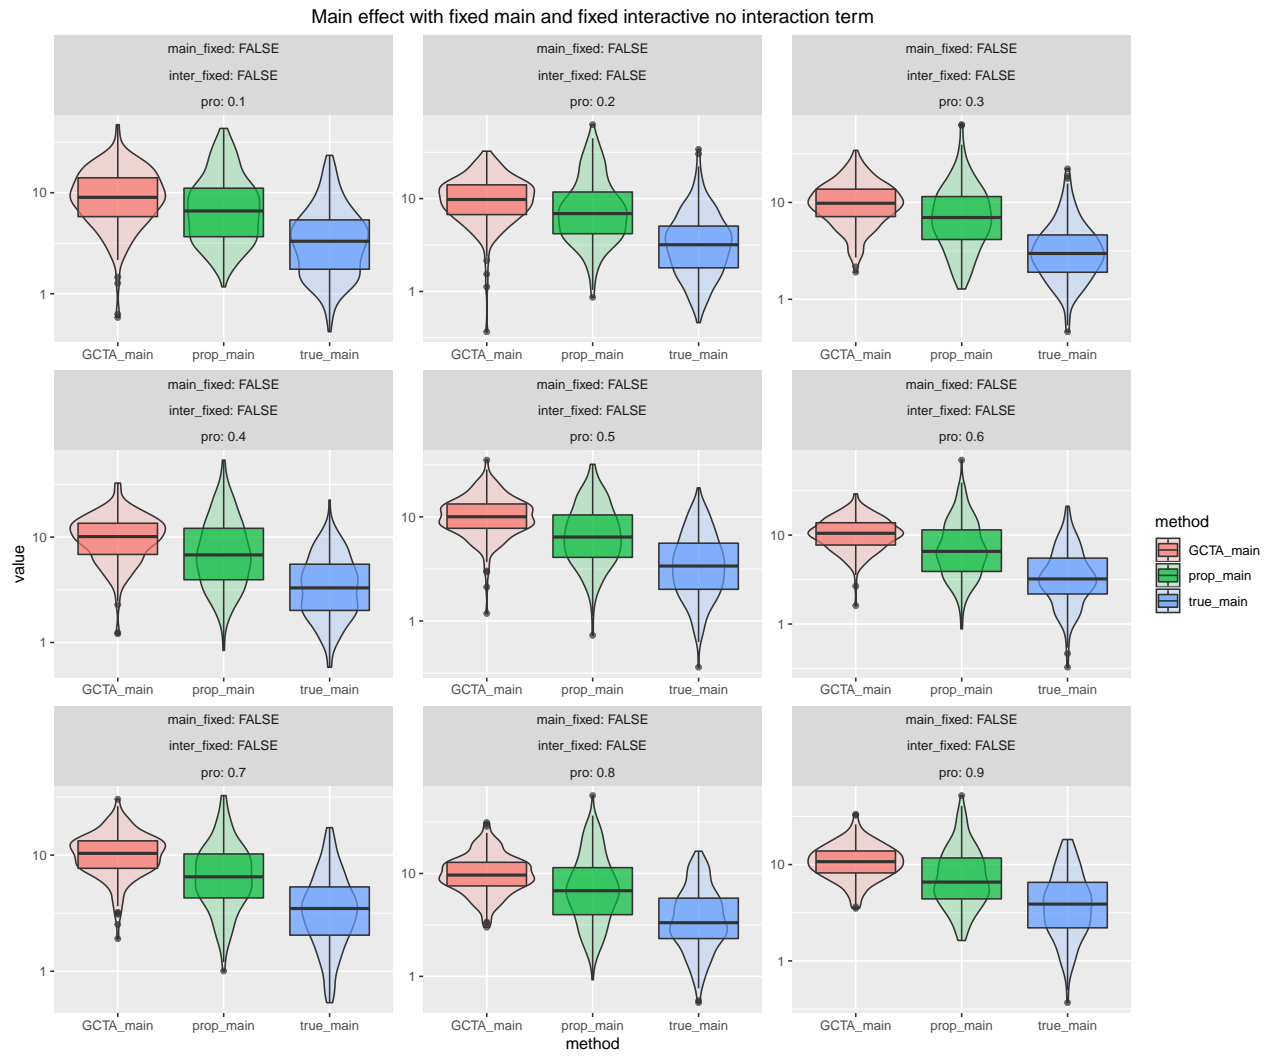 Main effect with fixed main and fixed interactive no interaction term
main_fixed: FALSE
inter_fixed: FALSE
pro: 0.1
main_fixed: FALSE
inter_fixed: FALSE
pro: 0.2
main_fixed: FALSE
inter_fixed: FALSE
pro: 0.3
10
1
GCTA_main prop_main true_main
10
1
GCTA_main prop_main true_main
10
1
GCTA_main prop_main true_main
main_fixed: FALSE
inter_fixed: FALSE
pro: 0.4
main_fixed: FALSE
inter_fixed: FALSE
pro: 0.5
main_fixed: FALSE
inter_fixed: FALSE
pro: 0.6
10
1
GCTA_main prop_main true_main
10
1
GCTA_main prop_main true_main
10
1
GCTA_main prop_main true_main
main_fixed: FALSE
inter_fixed: FALSE
pro: 0.7
main_fixed: FALSE
inter_fixed: FALSE
pro: 0.8
main_fixed: FALSE
inter_fixed: FALSE
pro: 0.9
10
1
GCTA_main prop_main true_main
10
1
GCTA_main prop_main true_main
10
1
GCTA_main prop_main true_main
value
method
method
GCTA_main
prop_main
true_main